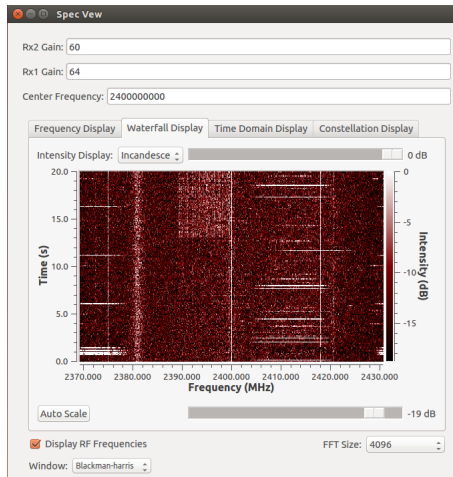 Spec Vew
Rx2 Gain: 60
Rx1 Gain: 64
Center Frequency: 2400000000
Frequency Display Waterfall Display Time Domain Display Constellation Display
Intensity Display: Incandesce 0 dB
20.0
15.0
10.0
5.0
0.0
Time (s)
0
-5
-10
-15
Intensity (dB)
2370.000 2380.000 2390.000 2400.000 2410.000 2420.000 2430.000
Frequency (MHz)
Auto Scale -19 dB
Display RF Frequencies FFT Size: 4096
Window: Blackman-harris